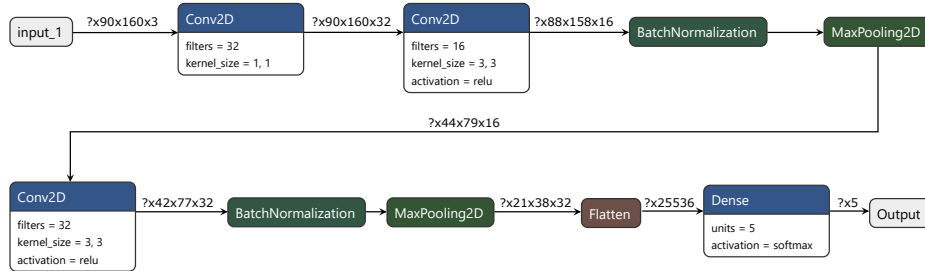 input_1
?x90x160x3
Conv2D
filters = 32
kernel_size = 1, 1
?x90x160x32
Conv2D
filters = 16
kernel_size = 3, 3
activation = relu
?x88x158x16
BatchNormalization
MaxPooling2D
?x44x79x16
Conv2D
filters = 32
kernel_size = 3, 3
activation = relu
?x42x77x32
BatchNormalization
MaxPooling2D
?x21x38x32
Flatten
?x25536
Dense
units = 5
activation = softmax
?x5
Output